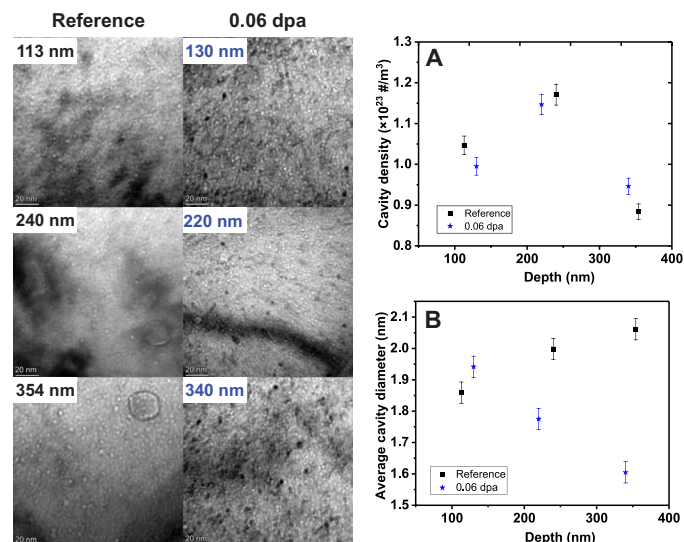 Reference
0.06 dpa
113 nm
130 nm
20 nm
20 nm
240 nm
220 nm
20 nm
20 nm
354 nm
340 nm
20 nm
20 nm
A
1.3
1.2
1.1
1.0
0.9
0.8
Cavity density (×10²³ #/m³)
Reference
0.06 dpa
100
200
300
400
Depth (nm)
B
2.1
2.0
1.9
1.8
1.7
1.6
1.5
Average cavity diameter (nm)
Reference
0.06 dpa
100
200
300
400
Depth (nm)